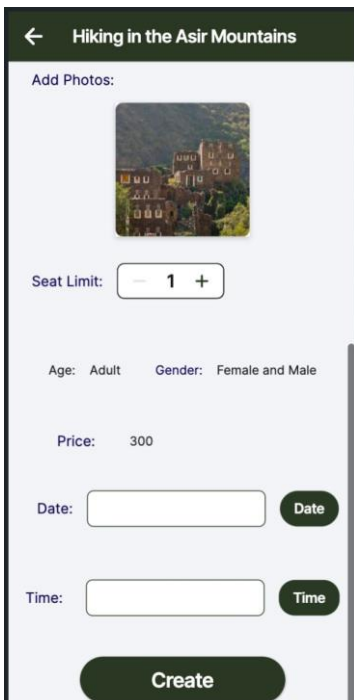 Hiking in the Asir Mountains
Add Photos:
Seat Limit: − 1 +
Age: Adult Gender: Female and Male
Price: 300
Date: Date
Time: Time
Create